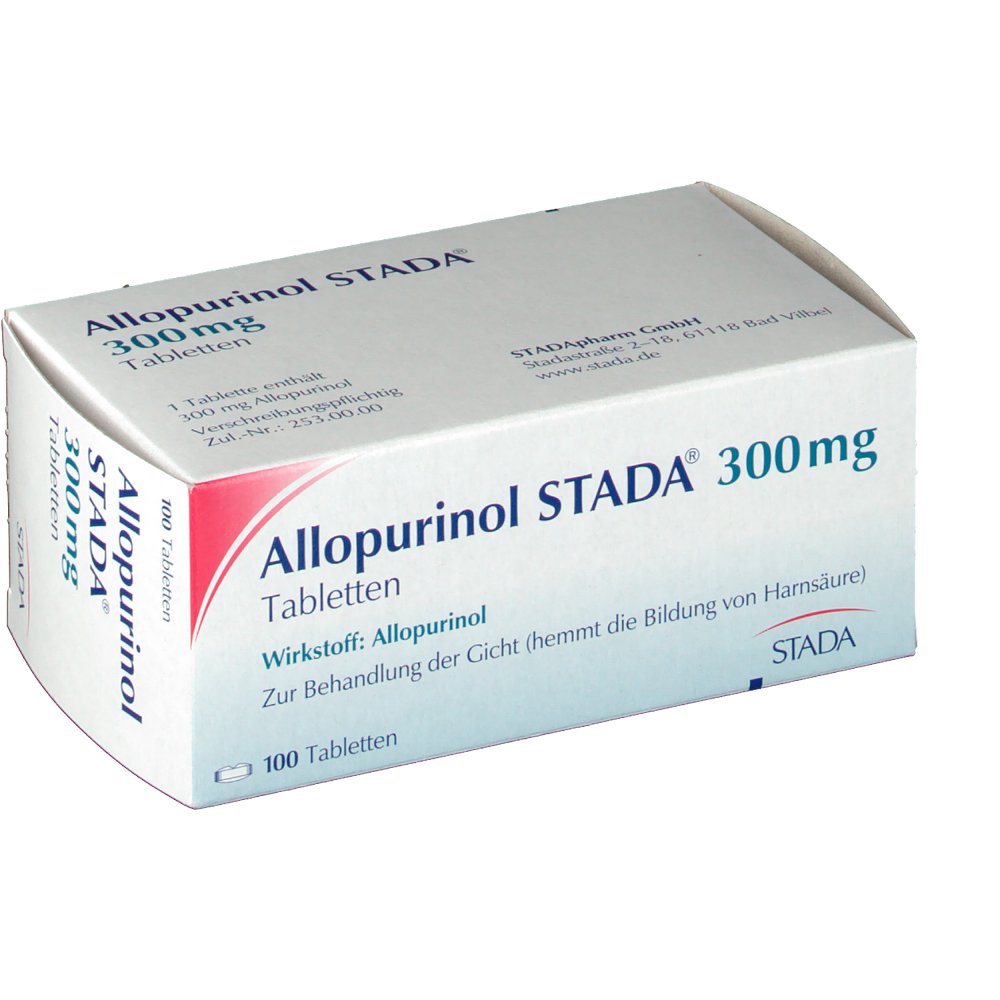 Allopurinol STADA®
300 mg
Tabletten
1 Tablette enthält
300 mg Allopurinol
Verschreibungspflichtig
Zul.-Nr.: 253.00.00
STADApharm GmbH
Stadastraße 2–18, 61118 Bad Vilbel
www.stada.de
Allopurinol STADA® 300 mg
Tabletten
Wirkstoff: Allopurinol
Zur Behandlung der Gicht (hemmt die Bildung von Harnsäure)
STADA
100 Tabletten
100 Tabletten
Allopurinol
STADA®
300 mg
Tabletten
STADA